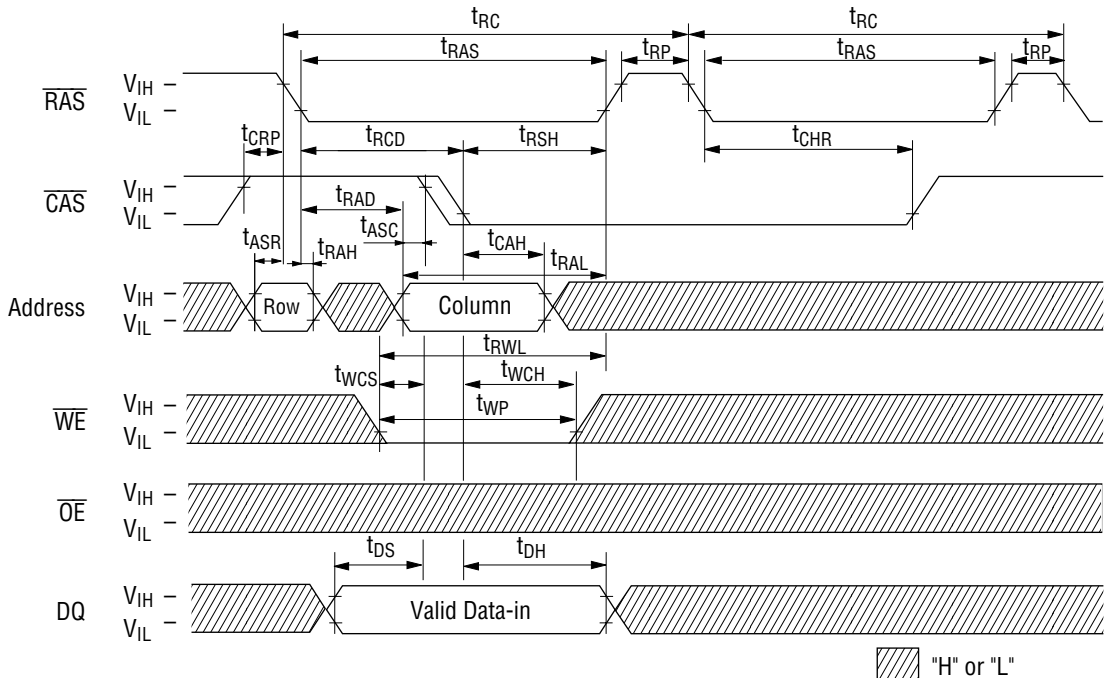 tRC tRC
tRAS tRP tRAS tRP
RAS VIH
VIL
tCRP tRCD tRSH tCHR
CAS VIH
VIL
tRAD
tASR tRAH tASC tCAH tRAL
Address VIH
VIL
Row Column
tRWL
tWCS tWCH
tWP
WE VIH
VIL
OE VIH
VIL
tDS tDH
DQ VIH
VIL
Valid Data-in
"H" or "L"